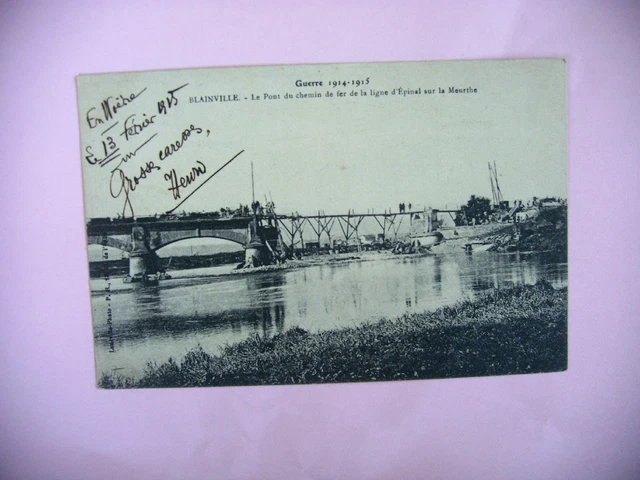 Guerre 1914-1915
BLAINVILLE. - Le Pont du chemin de fer de la ligne d'Épinal sur la Meurthe
En Woëvre
le 13 Février 1915
Grosses caresses,
Henri